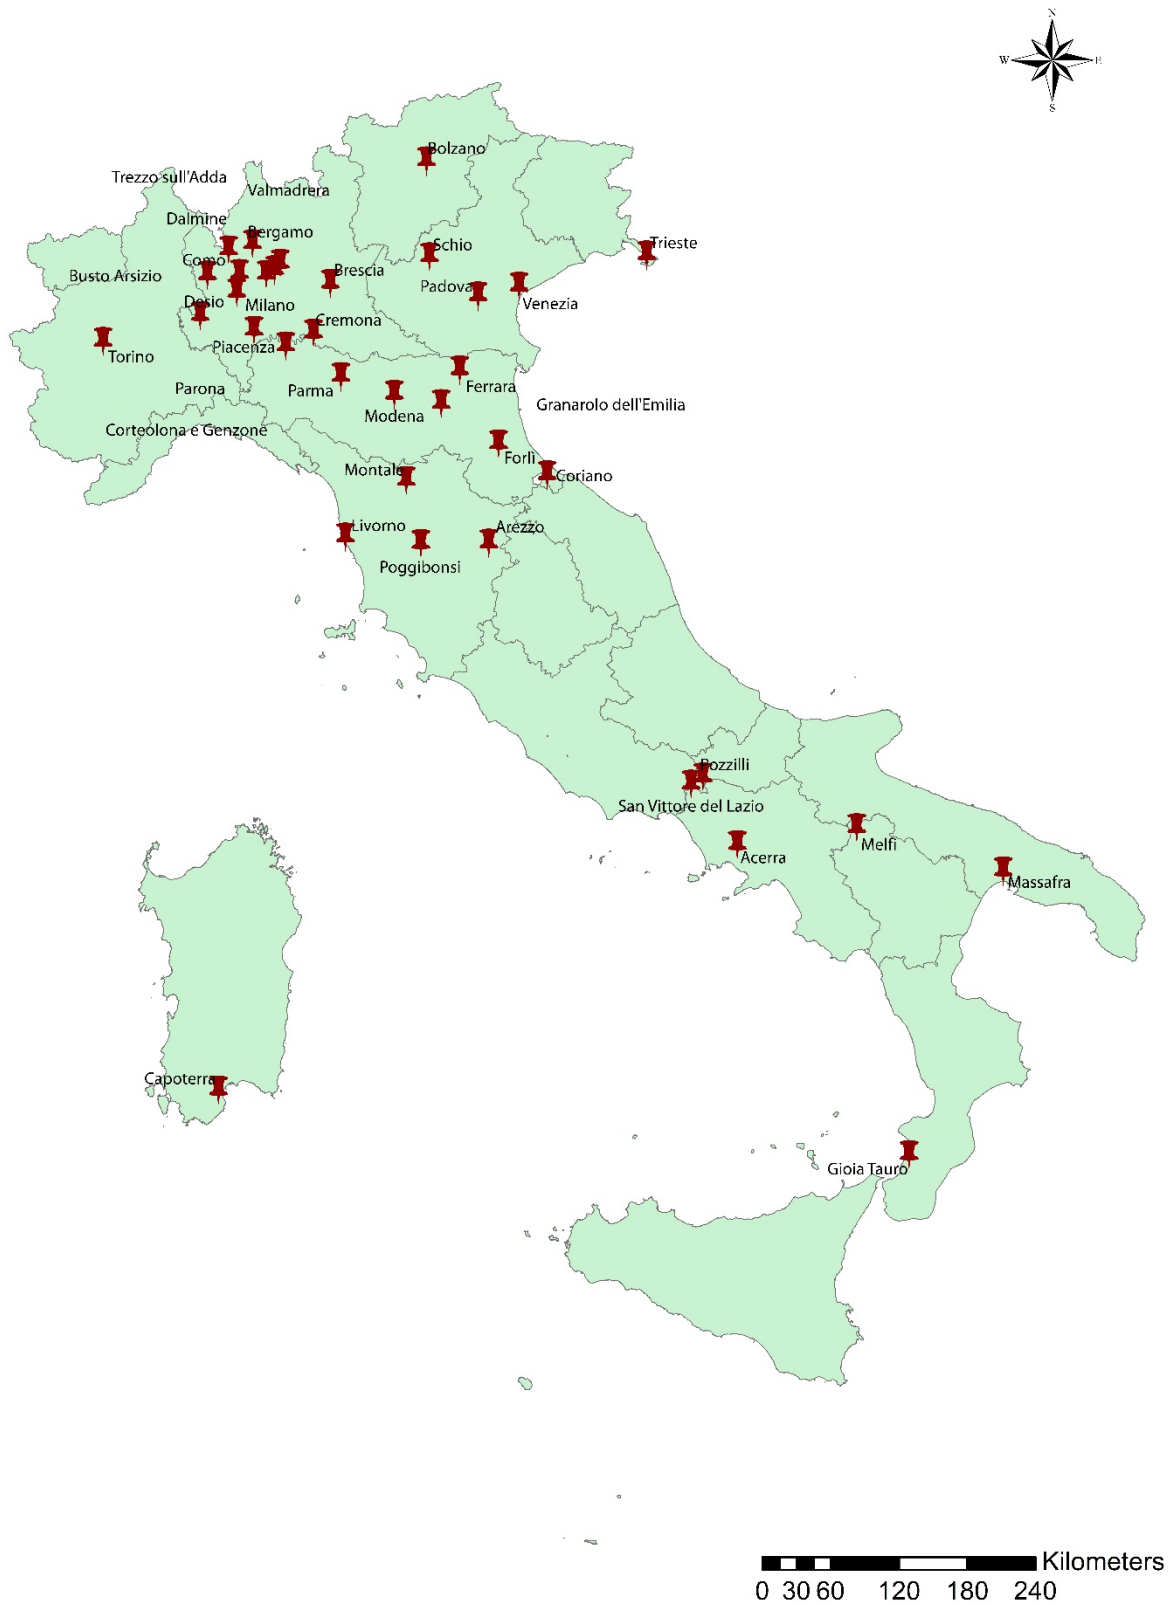 N
W
E
S
Bolzano
Trezzo sull'Adda
Valmadrera
Dalmine
Bergamo
Schio
Trieste
Como
Busto Arsizio
Brescia
Padova
Venezia
Desio
Milano
Cremona
Piacenza
Torino
Parona
Parma
Ferrara
Granarolo dell'Emilia
Modena
Corteolona e Genzone
Forlì
Montale
Coriano
Livorno
Arezzo
Poggibonsi
Pozzilli
San Vittore del Lazio
Melfi
Acerra
Massafra
Capoterra
Gioia Tauro
Kilometers
0 30 60 120 180 240